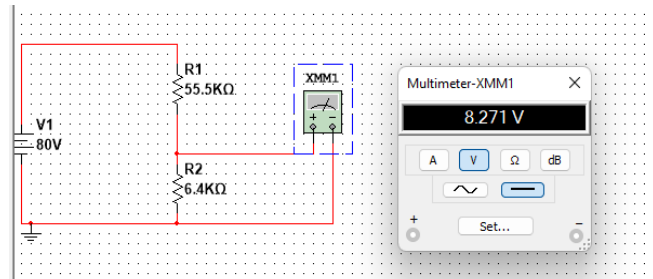 R1
55.5KΩ
XMM1
+ -
V1
80V
R2
6.4KΩ
Multimeter-XMM1 ×
8.271 V
A V Ω dB
+ Set... -